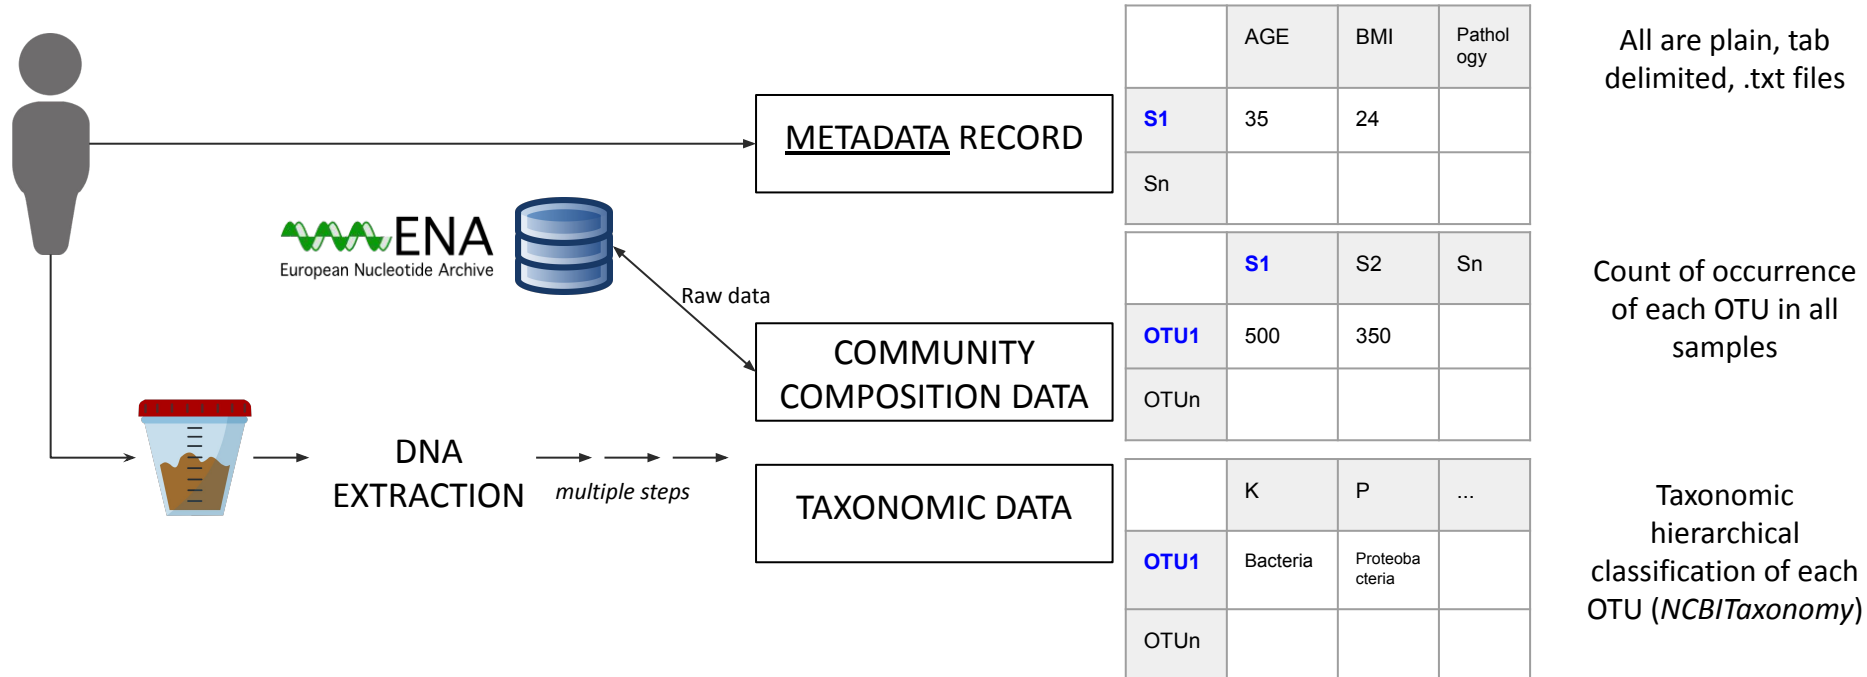 AGE BMI Pathol
ogy
S1 35 24
Sn
All are plain, tab
delimited, .txt files
METADATA RECORD
ENA
European Nucleotide Archive
Raw data
S1 S2 Sn
OTU1 500 350
OTUn
Count of occurrence
of each OTU in all
samples
COMMUNITY
COMPOSITION DATA
DNA
EXTRACTION
multiple steps
TAXONOMIC DATA
K P ...
OTU1 Bacteria Proteoba
cteria
OTUn
Taxonomic
hierarchical
classification of each
OTU (NCBITaxonomy)